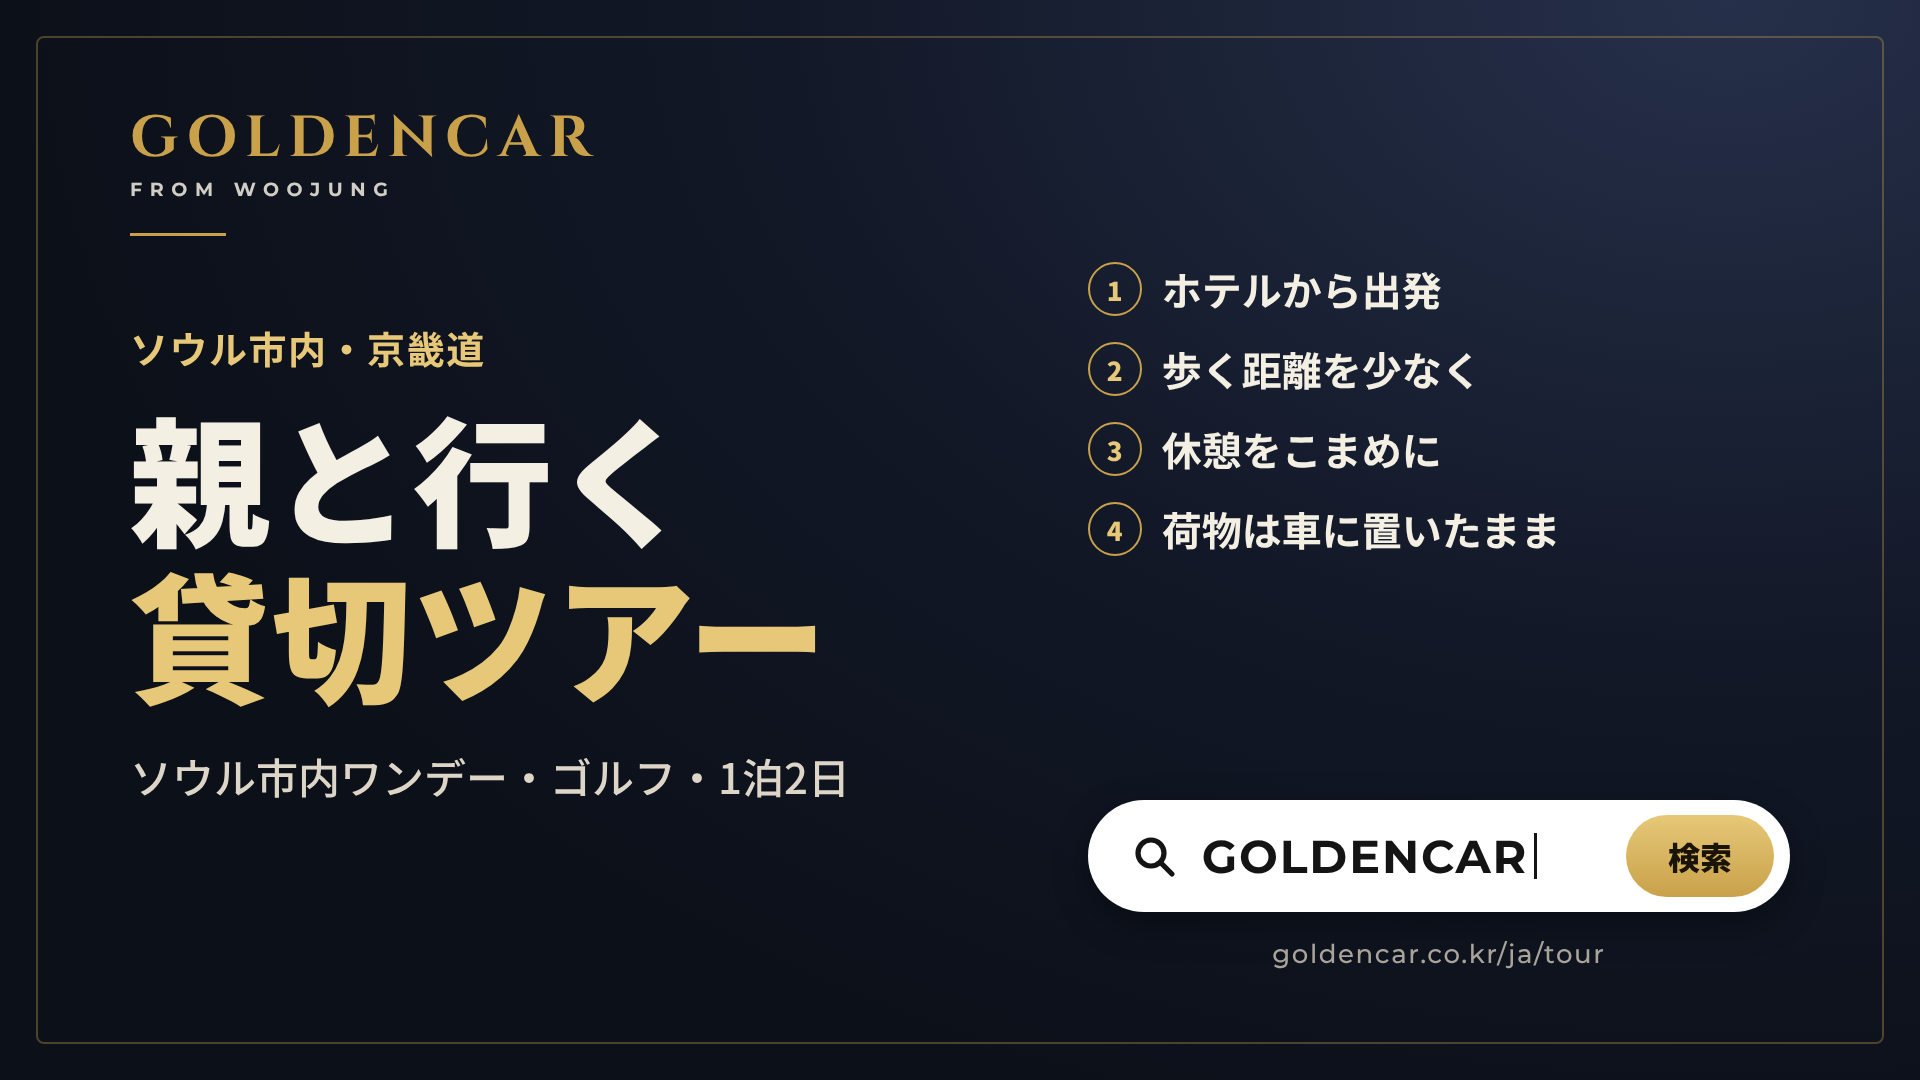 GOLDENCAR
FROM WOOJUNG
ソウル市内・京畿道
親と行く
貸切ツアー
ソウル市内ワンデー・ゴルフ・1泊2日
1 ホテルから出発
2 歩く距離を少なく
3 休憩をこまめに
4 荷物は車に置いたまま
GOLDENCAR 検索
goldencar.co.kr/ja/tour